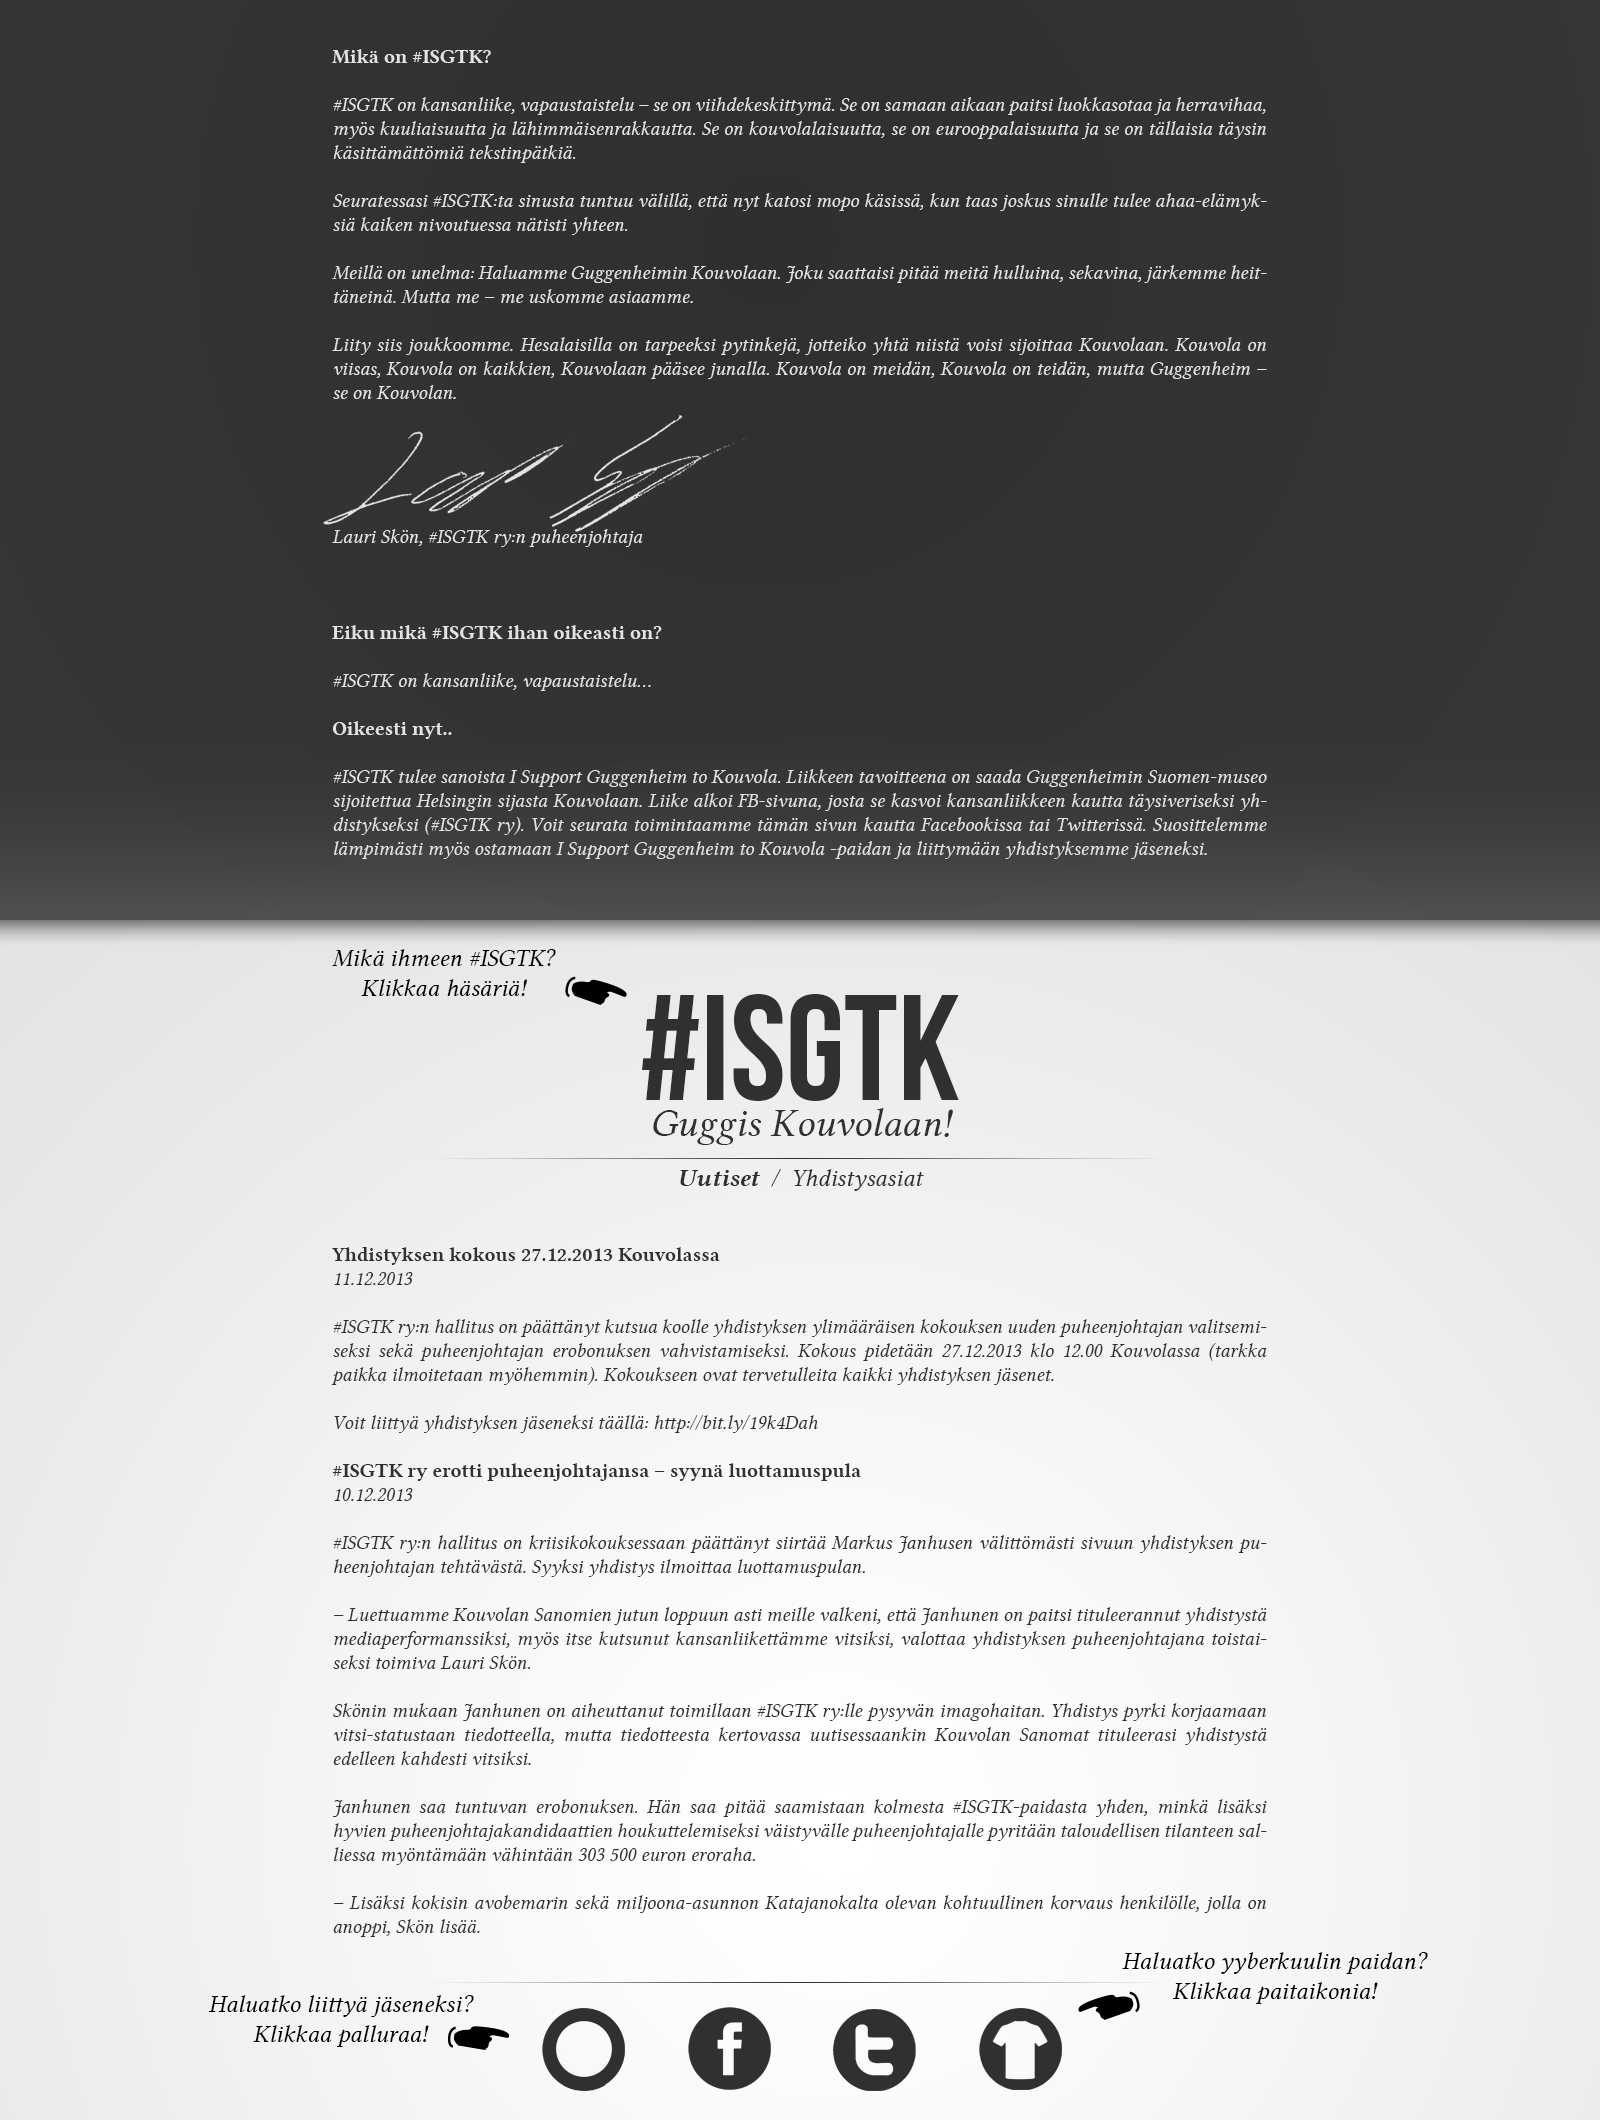 Mikä on #ISGTK?
#ISGTK on kansanliike, vapaustaistelu – se on viihdekeskittymä. Se on samaan aikaan paitsi luokkasotaa ja herravihaa,
myös kuuliaisuutta ja lähimmäisenrakkautta. Se on kouvolalaisuutta, se on eurooppalaisuutta ja se on tällaisia täysin
käsittämättömiä tekstinpätkiä.
Seuratessasi #ISGTK:ta sinusta tuntuu välillä, että nyt katosi mopo käsissä, kun taas joskus sinulle tulee ahaa-elämyk-
siä kaiken nivoutuessa nätisti yhteen.
Meillä on unelma: Haluamme Guggenheimin Kouvolaan. Joku saattaisi pitää meitä hulluina, sekavina, järkemme heit-
täneinä. Mutta me – me uskomme asiaamme.
Liity siis joukkoomme. Hesalaisilla on tarpeeksi pytinkejä, jotteiko yhtä niistä voisi sijoittaa Kouvolaan. Kouvola on
viisas, Kouvola on kaikkien, Kouvolaan pääsee junalla. Kouvola on meidän, Kouvola on teidän, mutta Guggenheim –
se on Kouvolan.
Lauri Skön, #ISGTK ry:n puheenjohtaja
Eiku mikä #ISGTK ihan oikeasti on?
#ISGTK on kansanliike, vapaustaistelu...
Oikeesti nyt..
#ISGTK tulee sanoista I Support Guggenheim to Kouvola. Liikkeen tavoitteena on saada Guggenheimin Suomen-museo
sijoitettua Helsingin sijasta Kouvolaan. Liike alkoi FB-sivuna, josta se kasvoi kansanliikkeen kautta täysiveriseksi yh-
distykseksi (#ISGTK ry). Voit seurata toimintaamme tämän sivun kautta Facebookissa tai Twitterissä. Suosittelemme
lämpimästi myös ostamaan I Support Guggenheim to Kouvola -paidan ja liittymään yhdistyksemme jäseneksi.
Mikä ihmeen #ISGTK?
Klikkaa häsäriä!
#ISGTK
Guggis Kouvolaan!
Uutiset / Yhdistysasiat
Yhdistyksen kokous 27.12.2013 Kouvolassa
11.12.2013
#ISGTK ry:n hallitus on päättänyt kutsua koolle yhdistyksen ylimääräisen kokouksen uuden puheenjohtajan valitsemi-
seksi sekä puheenjohtajan erobonuksen vahvistamiseksi. Kokous pidetään 27.12.2013 klo 12.00 Kouvolassa (tarkka
paikka ilmoitetaan myöhemmin). Kokoukseen ovat tervetulleita kaikki yhdistyksen jäsenet.
Voit liittyä yhdistyksen jäseneksi täällä: http://bit.ly/19k4Dah
#ISGTK ry erotti puheenjohtajansa – syynä luottamuspula
10.12.2013
#ISGTK ry:n hallitus on kriisikokouksessaan päättänyt siirtää Markus Janhusen välittömästi sivuun yhdistyksen pu-
heenjohtajan tehtävästä. Syyksi yhdistys ilmoittaa luottamuspulan.
– Luettuamme Kouvolan Sanomien jutun loppuun asti meille valkeni, että Janhunen on paitsi tituleerannut yhdistystä
mediaperformanssiksi, myös itse kutsunut kansanliikettämme vitsiksi, valottaa yhdistyksen puheenjohtajana toistai-
seksi toimiva Lauri Skön.
Skönin mukaan Janhunen on aiheuttanut toimillaan #ISGTK ry:lle pysyvän imagohaitan. Yhdistys pyrki korjaamaan
vitsi-statustaan tiedotteella, mutta tiedotteesta kertovassa uutisessaankin Kouvolan Sanomat tituleerasi yhdistystä
edelleen kahdesti vitsiksi.
Janhunen saa tuntuvan erobonuksen. Hän saa pitää saamistaan kolmesta #ISGTK-paidasta yhden, minkä lisäksi
hyvien puheenjohtajakandidaattien houkuttelemiseksi väistyvälle puheenjohtajalle pyritään taloudellisen tilanteen sal-
liessa myöntämään vähintään 303 500 euron eroraha.
– Lisäksi kokisin avobemarin sekä miljoona-asunnon Katajanokalta olevan kohtuullinen korvaus henkilölle, jolla on
anoppi, Skön lisää.
Haluatko yyberkuulin paidan?
Klikkaa paitaikonia!
Haluatko liittyä jäseneksi?
Klikkaa palluraa!